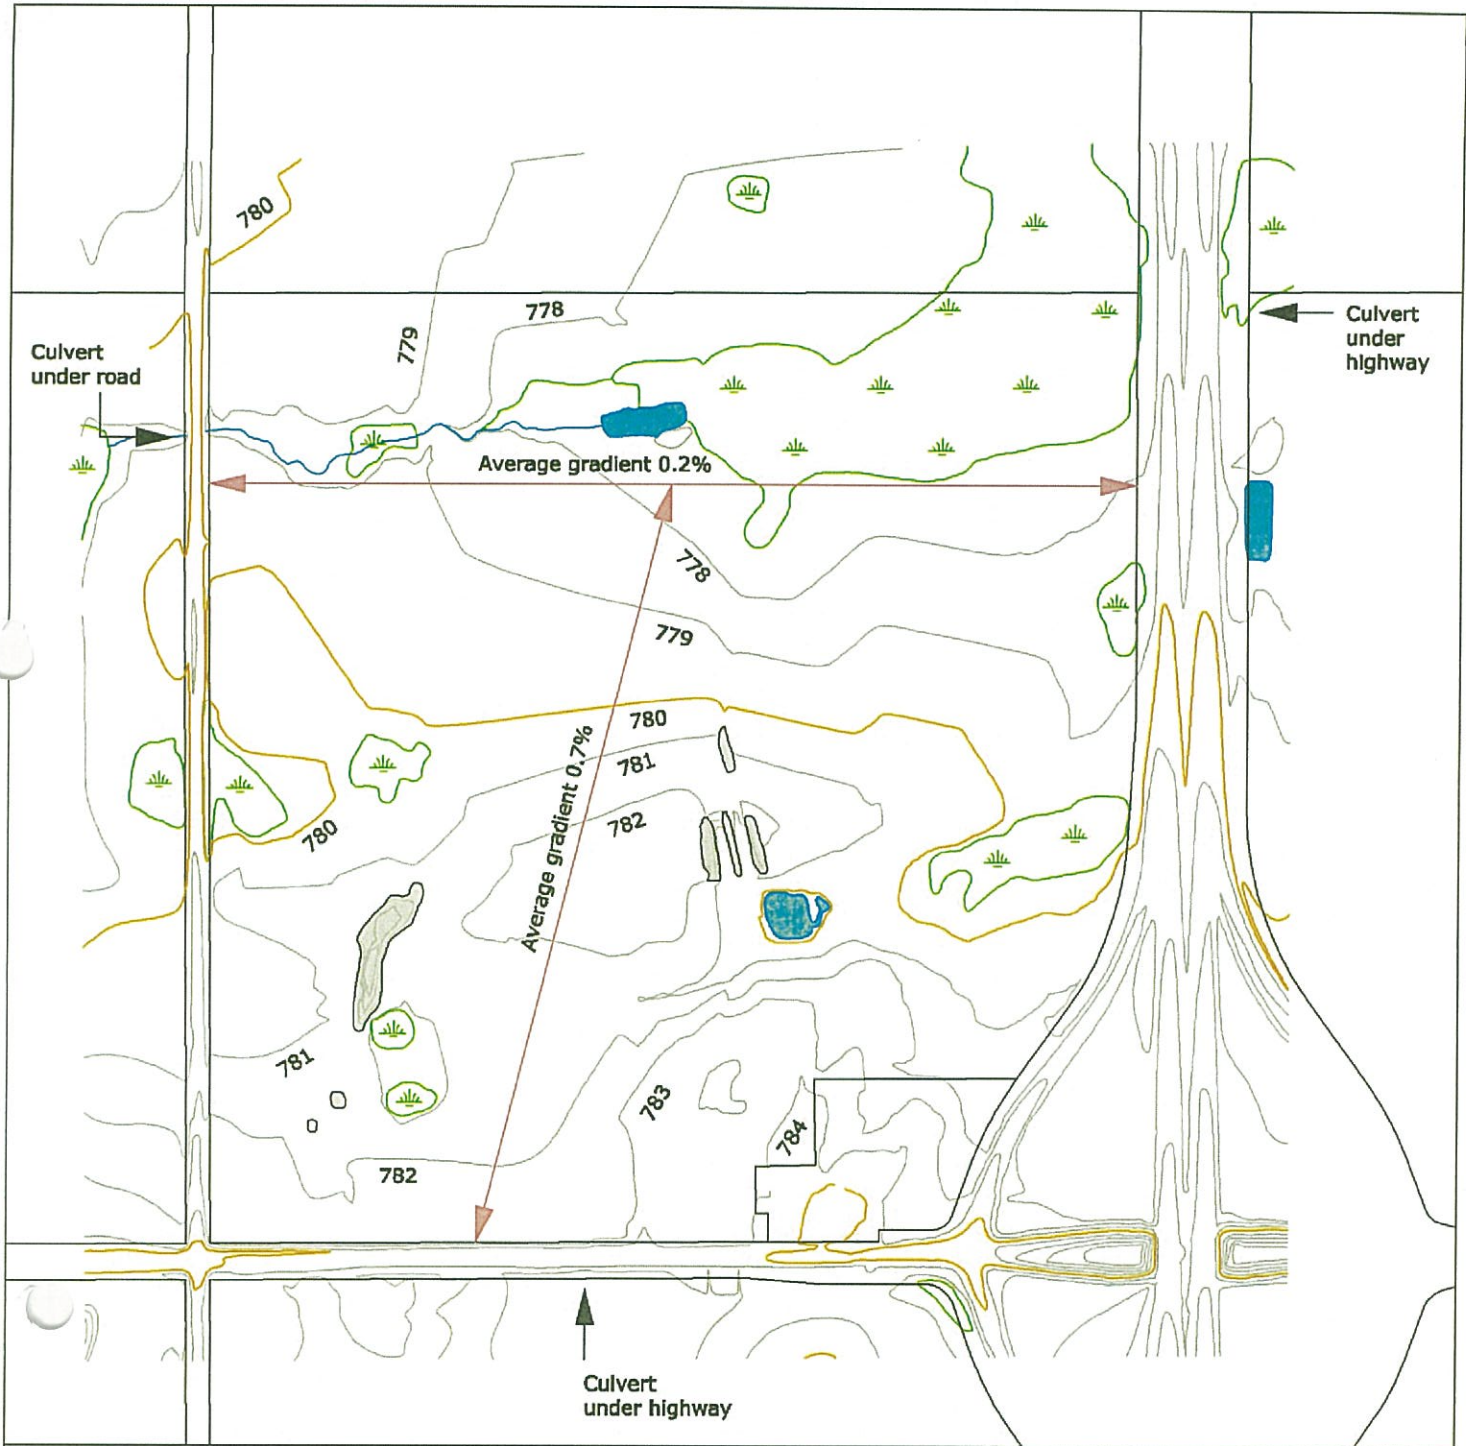 780
778
779
Culvert
under
highway
Culvert
under road
Average gradient 0.2%
778
779
780
781
Average gradient 0.7%
782
780
781
783
784
782
Culvert
under highway